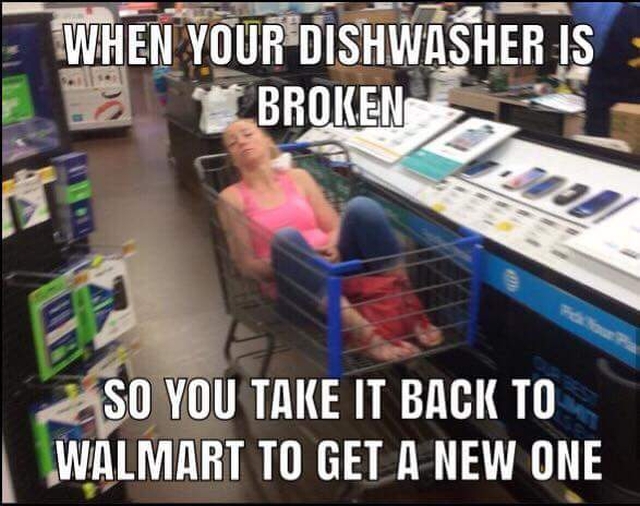 WHEN YOUR DISHWASHER IS
BROKEN
SO YOU TAKE IT BACK TO
WALMART TO GET A NEW ONE